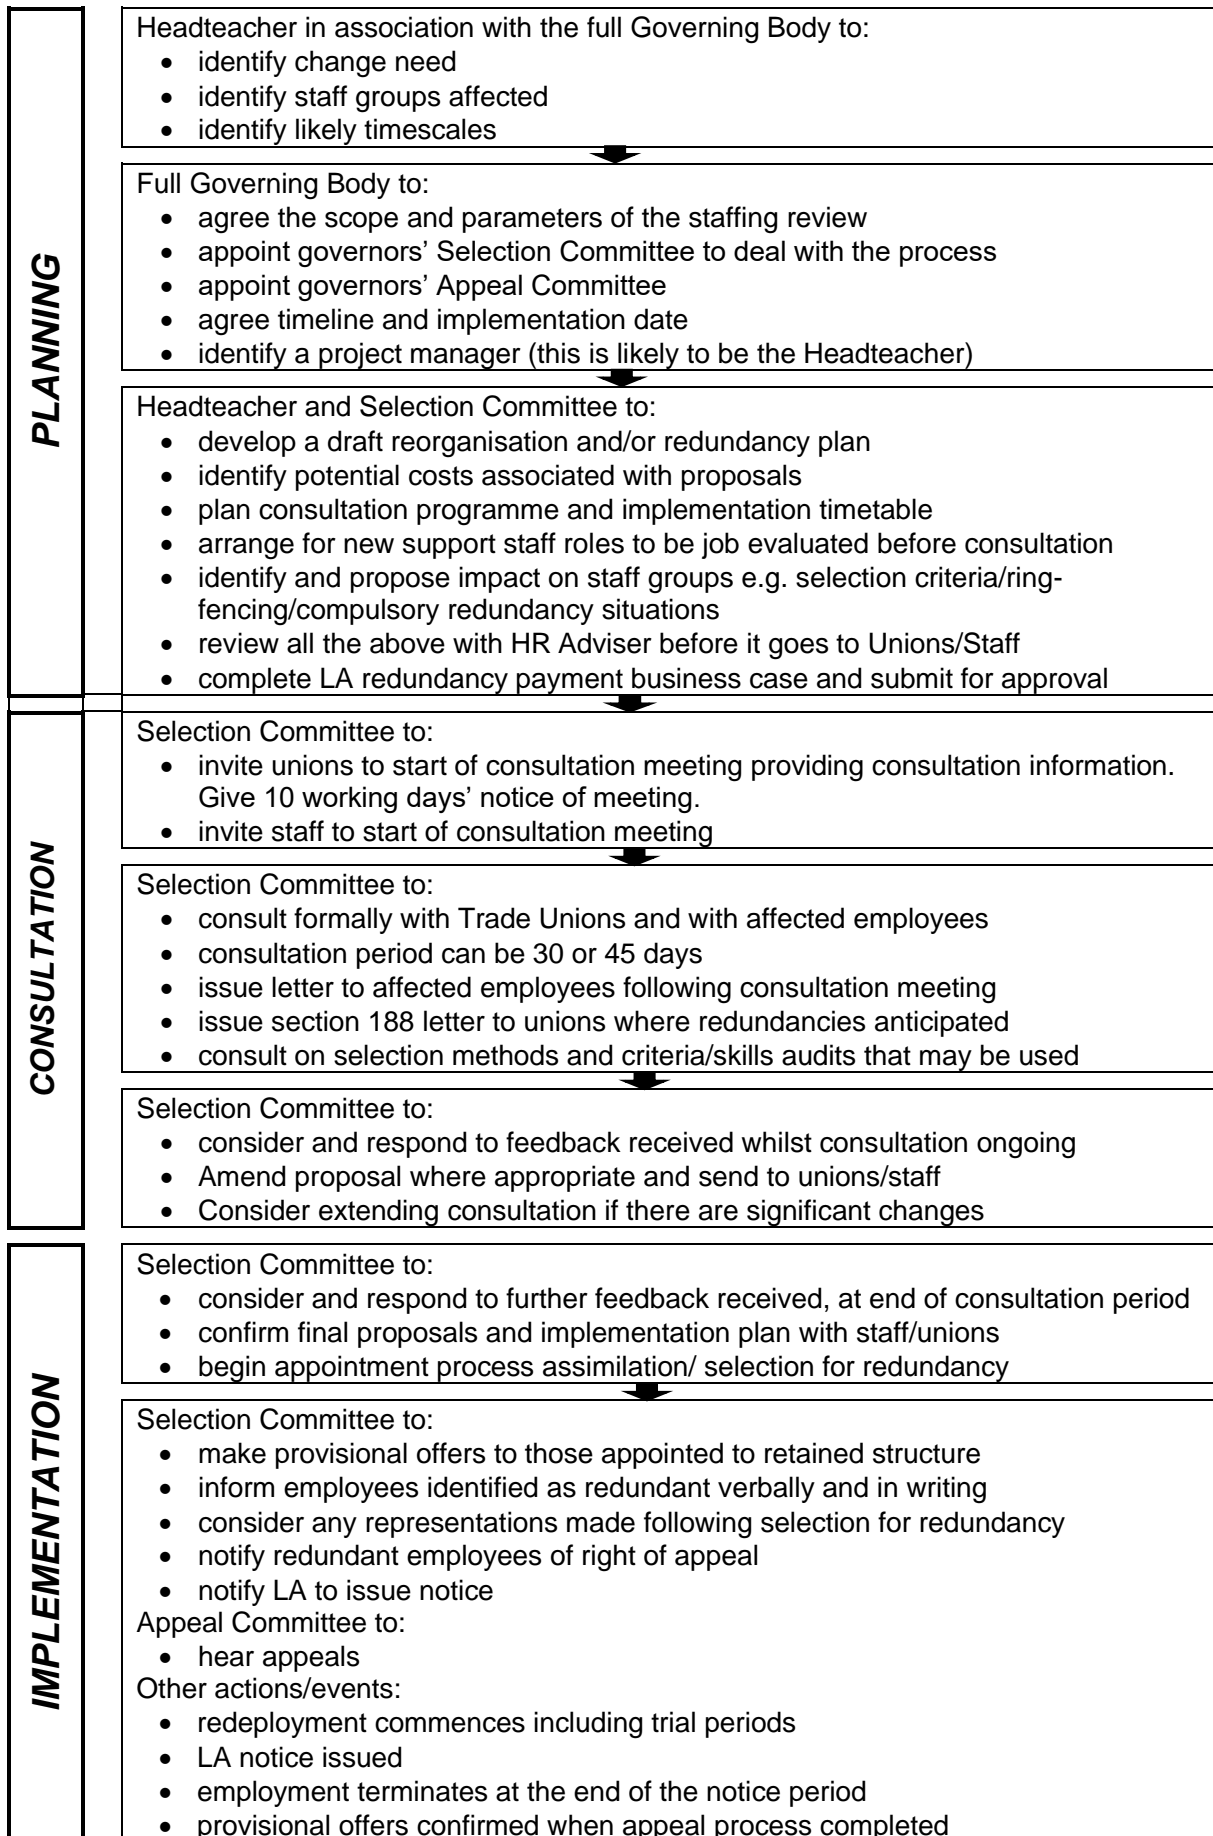 PLANNING
Headteacher in association with the full Governing Body to:
• identify change need
• identify staff groups affected
• identify likely timescales
Full Governing Body to:
• agree the scope and parameters of the staffing review
• appoint governors’ Selection Committee to deal with the process
• appoint governors’ Appeal Committee
• agree timeline and implementation date
• identify a project manager (this is likely to be the Headteacher)
Headteacher and Selection Committee to:
• develop a draft reorganisation and/or redundancy plan
• identify potential costs associated with proposals
• plan consultation programme and implementation timetable
• arrange for new support staff roles to be job evaluated before consultation
• identify and propose impact on staff groups e.g. selection criteria/ring-
fencing/compulsory redundancy situations
• review all the above with HR Adviser before it goes to Unions/Staff
• complete LA redundancy payment business case and submit for approval
CONSULTATION
Selection Committee to:
• invite unions to start of consultation meeting providing consultation information.
Give 10 working days’ notice of meeting.
• invite staff to start of consultation meeting
Selection Committee to:
• consult formally with Trade Unions and with affected employees
• consultation period can be 30 or 45 days
• issue letter to affected employees following consultation meeting
• issue section 188 letter to unions where redundancies anticipated
• consult on selection methods and criteria/skills audits that may be used
Selection Committee to:
• consider and respond to feedback received whilst consultation ongoing
• Amend proposal where appropriate and send to unions/staff
• Consider extending consultation if there are significant changes
IMPLEMENTATION
Selection Committee to:
• consider and respond to further feedback received, at end of consultation period
• confirm final proposals and implementation plan with staff/unions
• begin appointment process assimilation/ selection for redundancy
Selection Committee to:
• make provisional offers to those appointed to retained structure
• inform employees identified as redundant verbally and in writing
• consider any representations made following selection for redundancy
• notify redundant employees of right of appeal
• notify LA to issue notice
Appeal Committee to:
• hear appeals
Other actions/events:
• redeployment commences including trial periods
• LA notice issued
• employment terminates at the end of the notice period
• provisional offers confirmed when appeal process completed